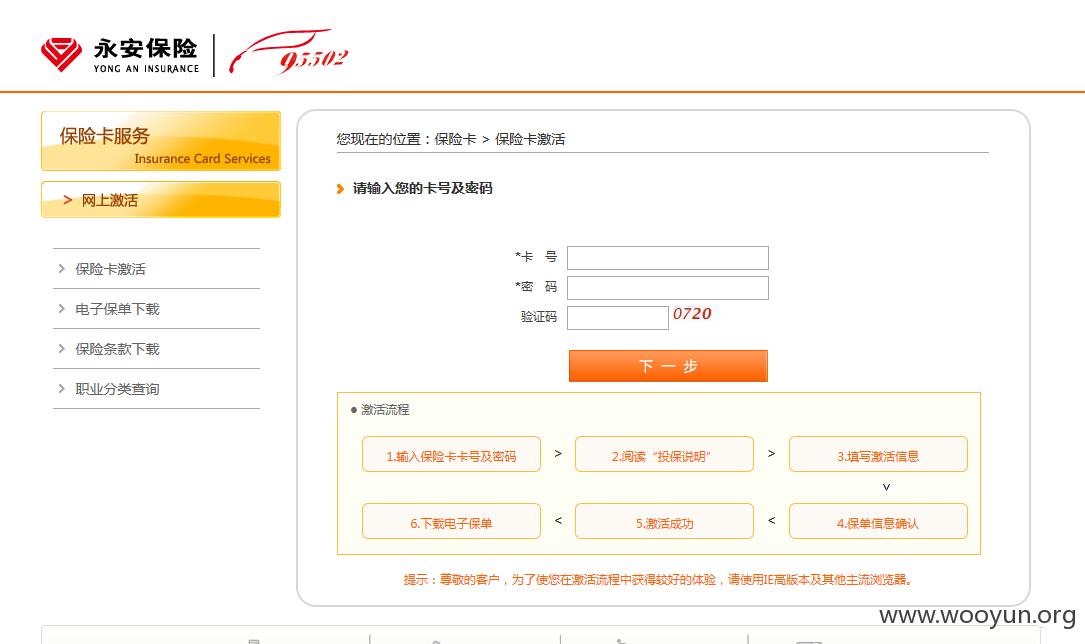 永安保险
YONG AN INSURANCE
95502
保险卡服务
Insurance Card Services
> 网上激活
保险卡激活
电子保单下载
保险条款下载
职业分类查询
您现在的位置：保险卡 > 保险卡激活
请输入您的卡号及密码
*卡 号
*密 码
验证码 0720
下一步
● 激活流程
1.输入保险卡卡号及密码 > 2.阅读“投保说明” > 3.填写激活信息
v
6.下载电子保单 < 5.激活成功 < 4.保单信息确认
提示：尊敬的客户，为了使您在激活流程中获得较好的体验，请使用IE高版本及其他主流浏览器。
www.wooyun.org